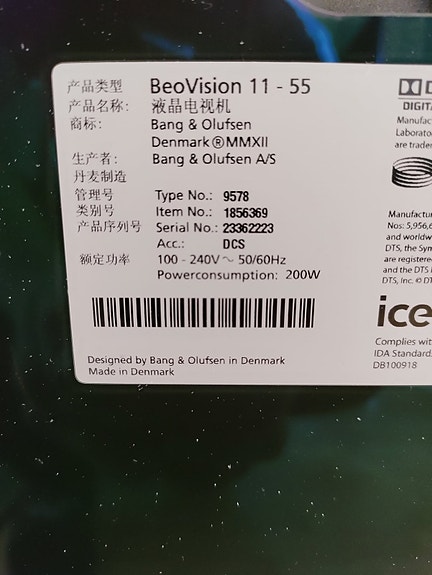 产品类型 BeoVision 11 - 55
产品名称: 液晶电视机
商标: Bang & Olufsen
Denmark ® MMXII
生产者: Bang & Olufsen A/S
丹麦制造
管理号 Type No.: 9578
类别号 Item No.: 1856369
产品序列号 Serial No.: 23362223
Acc.: DCS
额定功率 100 - 240V ~ 50/60Hz
Powerconsumption: 200W
Designed by Bang & Olufsen in Denmark
Made in Denmark
DIGIT
Manufac
Laborato
are trader
Manufactur
Nos: 5,956,6
and worldw
DTS, the Sym
are registered
and the DTS l
DTS, Inc. © DT
ice
Complies wit
IDA Standard
DB100918